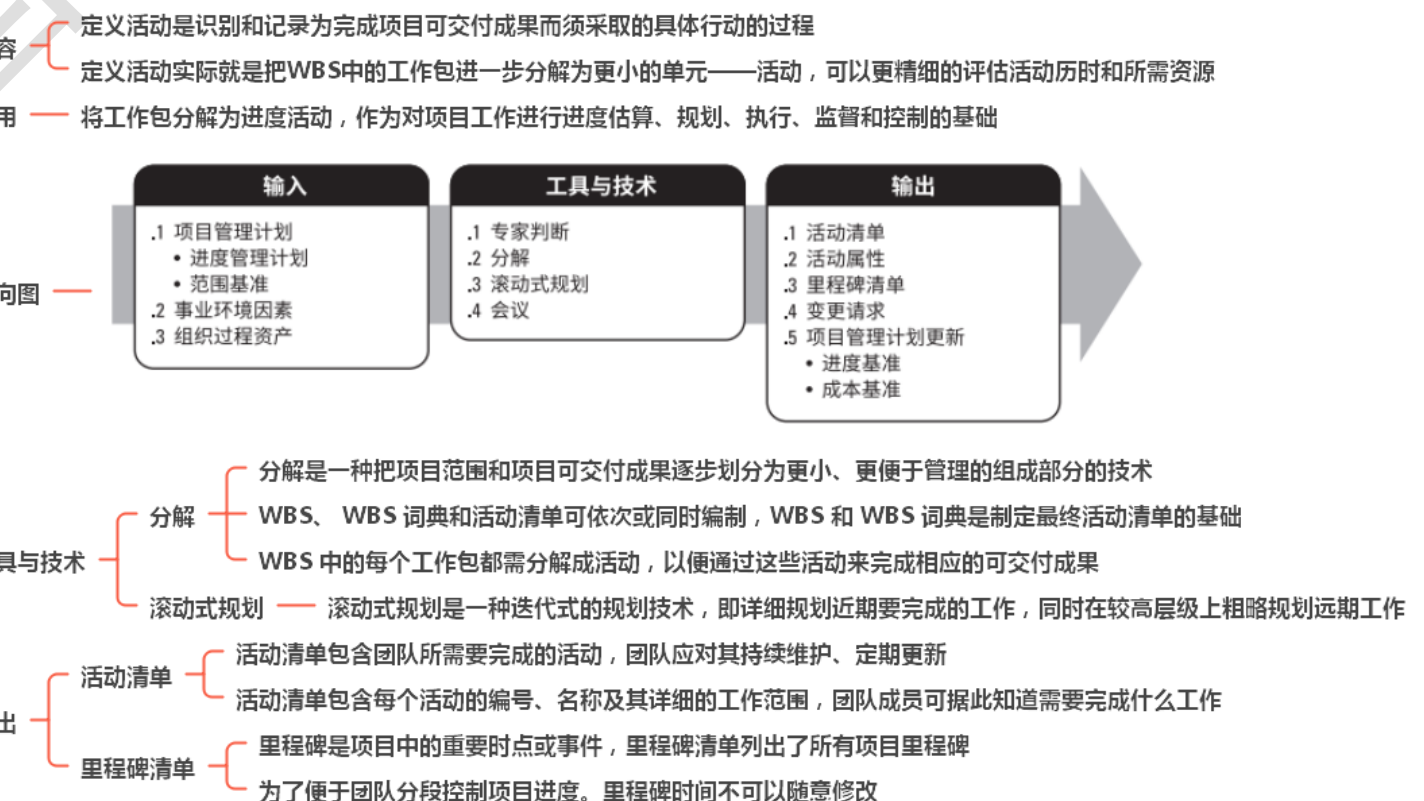 定义活动是识别和记录为完成项目可交付成果而须采取的具体行动的过程
容
定义活动实际就是把WBS中的工作包进一步分解为更小的单元——活动，可以更精细的评估活动历时和所需资源
用
将工作包分解为进度活动，作为对项目工作进行进度估算、规划、执行、监督和控制的基础
向图
输入
.1 项目管理计划
• 进度管理计划
• 范围基准
.2 事业环境因素
.3 组织过程资产
工具与技术
.1 专家判断
.2 分解
.3 滚动式规划
.4 会议
输出
.1 活动清单
.2 活动属性
.3 里程碑清单
.4 变更请求
.5 项目管理计划更新
• 进度基准
• 成本基准
具与技术
分解
分解是一种把项目范围和项目可交付成果逐步划分为更小、更便于管理的组成部分的技术
WBS、 WBS 词典和活动清单可依次或同时编制，WBS 和 WBS 词典是制定最终活动清单的基础
WBS 中的每个工作包都需分解成活动，以便通过这些活动来完成相应的可交付成果
滚动式规划
滚动式规划是一种迭代式的规划技术，即详细规划近期要完成的工作，同时在较高层级上粗略规划远期工作
出
活动清单
活动清单包含团队所需要完成的活动，团队应对其持续维护、定期更新
活动清单包含每个活动的编号、名称及其详细的工作范围，团队成员可据此知道需要完成什么工作
里程碑清单
里程碑是项目中的重要时点或事件，里程碑清单列出了所有项目里程碑
为了便于团队分段控制项目进度。里程碑时间不可以随意修改